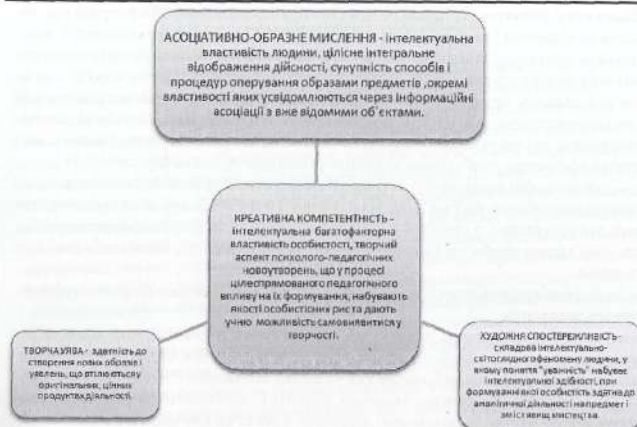 АСОЦІАТИВНО-ОБРАЗНЕ МИСЛЕННЯ - інтелектуальна
властивість людини, цілісне інтегральне
відображення дійсності, сукупність способів і
процедур оперування образами предметів ,окремі
властивості яких усвідомлюються через інформаційні
асоціації з вже відомими об'єктами.
КРЕАТИВНА КОМПЕТЕНТНІСТЬ -
інтелектуальна багатофакторна
властивість особистості, творчий
аспект психолого-педагогічних
новоутворень, що у процесі
цілеспрямованого педагогічного
впливу на їх формування, набувають
якості особистісних рис та дають
учню можливість самовиявитися у
творчості.
ТВОРЧА УЯВА - здатність до
створення нових образів і
уявлень, що втілюються у
оригінальних, цінних
продуктах діяльності.
ХУДОЖНЯ СПОСТЕРЕЖЛИВІСТЬ -
складова інтелектуально-
світоглядного феномену людини, у
якому поняття "уважність" набуває
інтелектуальної здібності, при
формуванні якої особистість здатна до
аналітичної діяльності на предмет і
зміст явищ мистецтва.